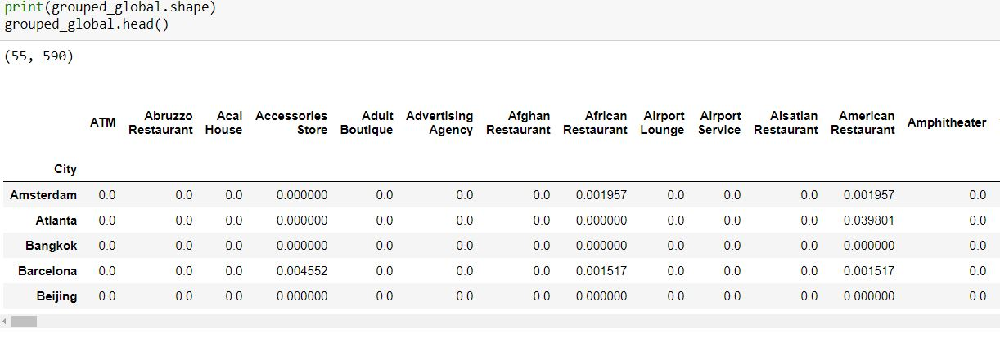 print(grouped_global.shape)
grouped_global.head()
(55, 590)
ATM Abruzzo Restaurant Acai House Accessories Store Adult Boutique Advertising Agency Afghan Restaurant African Restaurant Airport Lounge Airport Service Alsatian Restaurant American Restaurant Amphitheater
City
Amsterdam 0.0 0.0 0.0 0.000000 0.0 0.0 0.0 0.001957 0.0 0.0 0.0 0.001957 0.0
Atlanta 0.0 0.0 0.0 0.000000 0.0 0.0 0.0 0.000000 0.0 0.0 0.0 0.039801 0.0
Bangkok 0.0 0.0 0.0 0.000000 0.0 0.0 0.0 0.000000 0.0 0.0 0.0 0.000000 0.0
Barcelona 0.0 0.0 0.0 0.004552 0.0 0.0 0.0 0.001517 0.0 0.0 0.0 0.001517 0.0
Beijing 0.0 0.0 0.0 0.000000 0.0 0.0 0.0 0.000000 0.0 0.0 0.0 0.000000 0.0